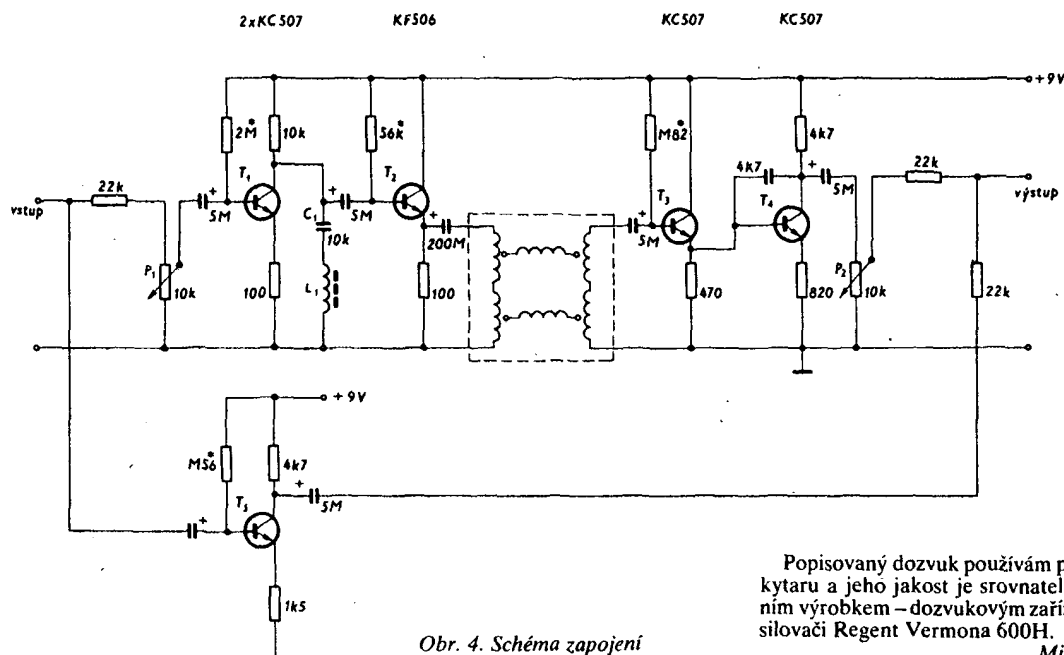 2xKC507 KF506 KC507 KC507
+9V
2M* 10k 56k* M82* 4k7
22k T₁ T₂ 4k7 22k
vstup 5M 5M T₃ T₄ 5M výstup
C₁ 10k 200M 5M
P₁ 10k 100 L₁ 100 470 820 P₂ 10k 22k
+9V
M56* 4k7
T₅ 5M
1k5
Obr. 4. Schéma zapojení
Popisovaný dozvuk používám p
kytaru a jeho jakost je srovnatel
ním výrobkem – dozvukovým zaří
silovači Regent Vermona 600H.
Mi